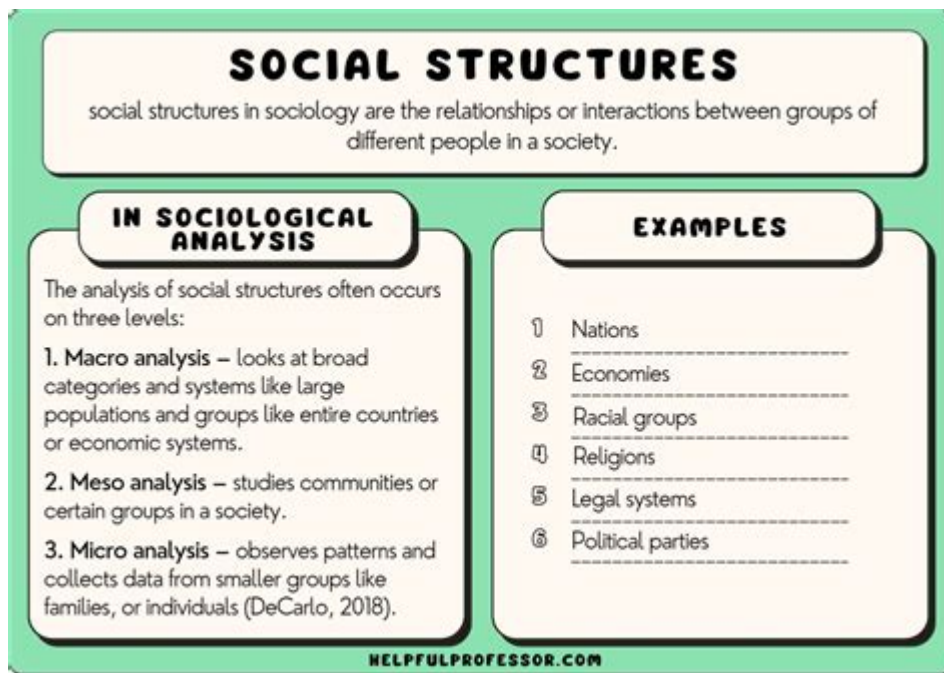 SOCIAL STRUCTURES
social structures in sociology are the relationships or interactions between groups of
different people in a society.
IN SOCIOLOGICAL
ANALYSIS
The analysis of social structures often occurs
on three levels:
1. Macro analysis – looks at broad
categories and systems like large
populations and groups like entire countries
or economic systems.
2. Meso analysis – studies communities or
certain groups in a society.
3. Micro analysis – observes patterns and
collects data from smaller groups like
families, or individuals (DeCarlo, 2018).
EXAMPLES
1 Nations
2 Economies
3 Racial groups
4 Religions
5 Legal systems
6 Political parties
HELPFULPROFESSOR.COM